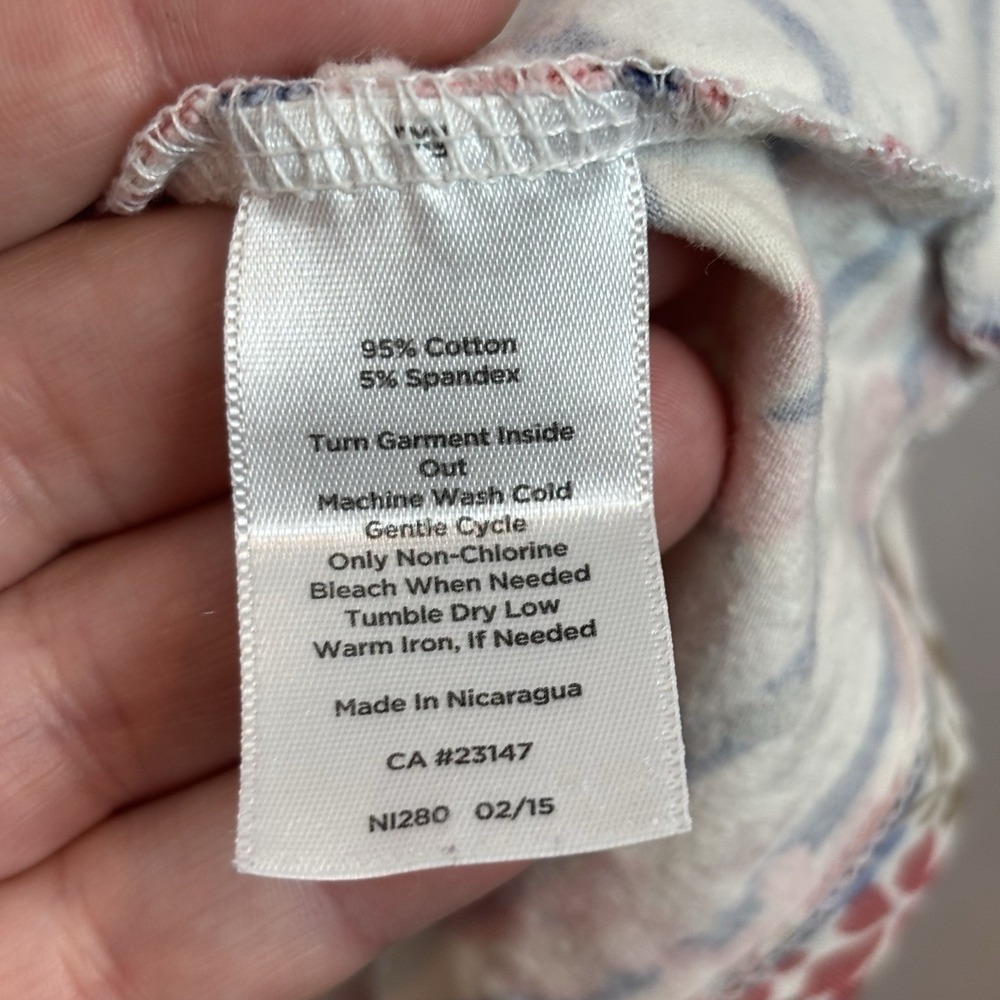 95% Cotton
5% Spandex
Turn Garment Inside
Out
Machine Wash Cold
Gentle Cycle
Only Non-Chlorine
Bleach When Needed
Tumble Dry Low
Warm Iron, If Needed
Made In Nicaragua
CA #23147
NI280 02/15